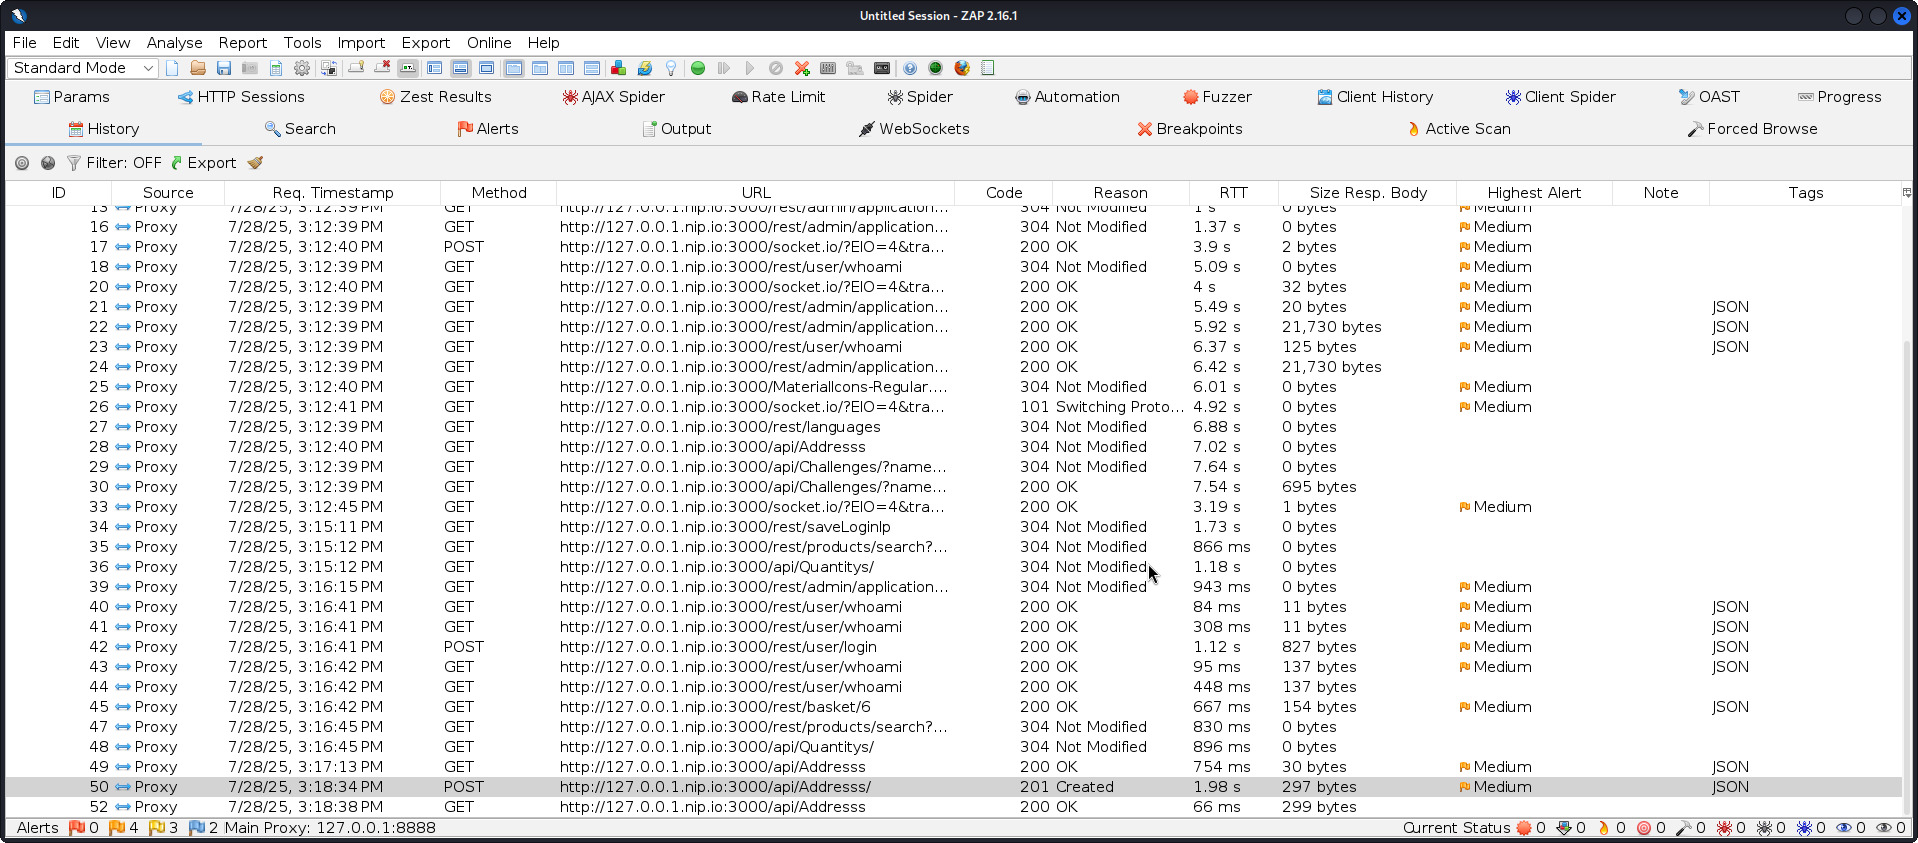 Untitled Session - ZAP 2.16.1
File Edit View Analyse Report Tools Import Export Online Help
Standard Mode
Params HTTP Sessions Zest Results AJAX Spider Rate Limit Spider Automation Fuzzer Client History Client Spider OAST Progress
History Search Alerts Output WebSockets Breakpoints Active Scan Forced Browse
Filter: OFF Export
ID Source Req. Timestamp Method URL Code Reason RTT Size Resp. Body Highest Alert Note Tags
13 Proxy 7/28/25, 3:12:39 PM GET http://127.0.0.1.nip.io:3000/rest/admin/application... 304 Not Modified 1 s 0 bytes Medium
16 Proxy 7/28/25, 3:12:39 PM GET http://127.0.0.1.nip.io:3000/rest/admin/application... 304 Not Modified 1.37 s 0 bytes Medium
17 Proxy 7/28/25, 3:12:40 PM POST http://127.0.0.1.nip.io:3000/socket.io/?EIO=4&tra... 200 OK 3.9 s 2 bytes Medium
18 Proxy 7/28/25, 3:12:39 PM GET http://127.0.0.1.nip.io:3000/rest/user/whoami 304 Not Modified 5.09 s 0 bytes Medium
20 Proxy 7/28/25, 3:12:40 PM GET http://127.0.0.1.nip.io:3000/socket.io/?EIO=4&tra... 200 OK 4 s 32 bytes Medium
21 Proxy 7/28/25, 3:12:39 PM GET http://127.0.0.1.nip.io:3000/rest/admin/application... 200 OK 5.49 s 20 bytes Medium JSON
22 Proxy 7/28/25, 3:12:39 PM GET http://127.0.0.1.nip.io:3000/rest/admin/application... 200 OK 5.92 s 21,730 bytes Medium JSON
23 Proxy 7/28/25, 3:12:39 PM GET http://127.0.0.1.nip.io:3000/rest/user/whoami 200 OK 6.37 s 125 bytes Medium JSON
24 Proxy 7/28/25, 3:12:39 PM GET http://127.0.0.1.nip.io:3000/rest/admin/application... 200 OK 6.42 s 21,730 bytes
25 Proxy 7/28/25, 3:12:40 PM GET http://127.0.0.1.nip.io:3000/MaterialIcons-Regular.... 304 Not Modified 6.01 s 0 bytes Medium
26 Proxy 7/28/25, 3:12:41 PM GET http://127.0.0.1.nip.io:3000/socket.io/?EIO=4&tra... 101 Switching Proto... 4.92 s 0 bytes Medium
27 Proxy 7/28/25, 3:12:39 PM GET http://127.0.0.1.nip.io:3000/rest/languages 304 Not Modified 6.88 s 0 bytes
28 Proxy 7/28/25, 3:12:40 PM GET http://127.0.0.1.nip.io:3000/api/Addresss 304 Not Modified 7.02 s 0 bytes
29 Proxy 7/28/25, 3:12:39 PM GET http://127.0.0.1.nip.io:3000/api/Challenges/?name... 304 Not Modified 7.64 s 0 bytes
30 Proxy 7/28/25, 3:12:39 PM GET http://127.0.0.1.nip.io:3000/api/Challenges/?name... 200 OK 7.54 s 695 bytes
33 Proxy 7/28/25, 3:12:45 PM GET http://127.0.0.1.nip.io:3000/socket.io/?EIO=4&tra... 200 OK 3.19 s 1 bytes Medium
34 Proxy 7/28/25, 3:15:11 PM GET http://127.0.0.1.nip.io:3000/rest/saveLoginIp 304 Not Modified 1.73 s 0 bytes
35 Proxy 7/28/25, 3:15:12 PM GET http://127.0.0.1.nip.io:3000/rest/products/search?... 304 Not Modified 866 ms 0 bytes
36 Proxy 7/28/25, 3:15:12 PM GET http://127.0.0.1.nip.io:3000/api/Quantitys/ 304 Not Modified 1.18 s 0 bytes
39 Proxy 7/28/25, 3:16:15 PM GET http://127.0.0.1.nip.io:3000/rest/admin/application... 304 Not Modified 943 ms 0 bytes Medium
40 Proxy 7/28/25, 3:16:41 PM GET http://127.0.0.1.nip.io:3000/rest/user/whoami 200 OK 84 ms 11 bytes Medium JSON
41 Proxy 7/28/25, 3:16:41 PM GET http://127.0.0.1.nip.io:3000/rest/user/whoami 200 OK 308 ms 11 bytes Medium JSON
42 Proxy 7/28/25, 3:16:41 PM POST http://127.0.0.1.nip.io:3000/rest/user/login 200 OK 1.12 s 827 bytes Medium JSON
43 Proxy 7/28/25, 3:16:42 PM GET http://127.0.0.1.nip.io:3000/rest/user/whoami 200 OK 95 ms 137 bytes Medium JSON
44 Proxy 7/28/25, 3:16:42 PM GET http://127.0.0.1.nip.io:3000/rest/user/whoami 200 OK 448 ms 137 bytes
45 Proxy 7/28/25, 3:16:42 PM GET http://127.0.0.1.nip.io:3000/rest/basket/6 200 OK 667 ms 154 bytes Medium JSON
47 Proxy 7/28/25, 3:16:45 PM GET http://127.0.0.1.nip.io:3000/rest/products/search?... 304 Not Modified 830 ms 0 bytes
48 Proxy 7/28/25, 3:16:45 PM GET http://127.0.0.1.nip.io:3000/api/Quantitys/ 304 Not Modified 896 ms 0 bytes
49 Proxy 7/28/25, 3:17:13 PM GET http://127.0.0.1.nip.io:3000/api/Addresss 200 OK 754 ms 30 bytes Medium JSON
50 Proxy 7/28/25, 3:18:34 PM POST http://127.0.0.1.nip.io:3000/api/Addresss/ 201 Created 1.98 s 297 bytes Medium JSON
52 Proxy 7/28/25, 3:18:38 PM GET http://127.0.0.1.nip.io:3000/api/Addresss 200 OK 66 ms 299 bytes
Alerts 0 4 3 2 Main Proxy: 127.0.0.1:8888 Current Status 0 0 0 0 0 0 0 0 0 0